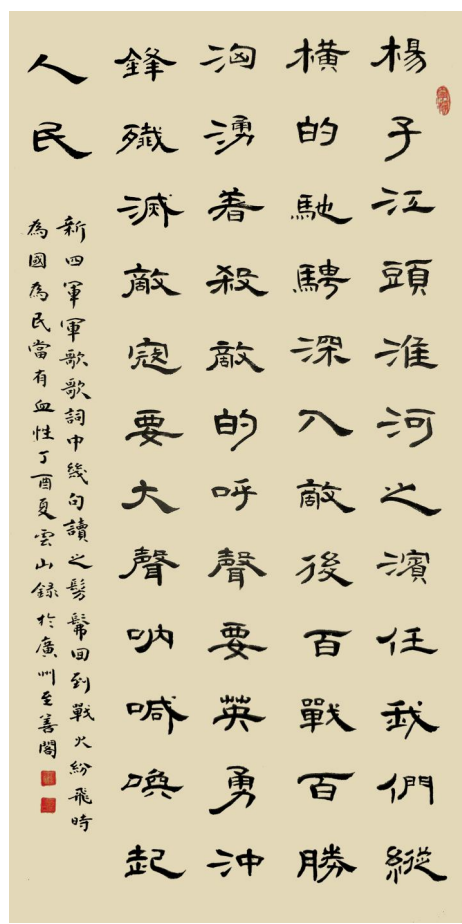 楊子江頭淮河之濱任我們縱
橫的馳騁深入敵後百戰百勝
洶湧着殺敵的呼聲要英勇沖
鋒殲滅敵寇要大聲吶喊喚起
人民
新四軍軍歌歌詞中幾句讀之髣髴回到戰火紛飛時
為國為民當有血性丁酉夏雲山録於廣州至善閣